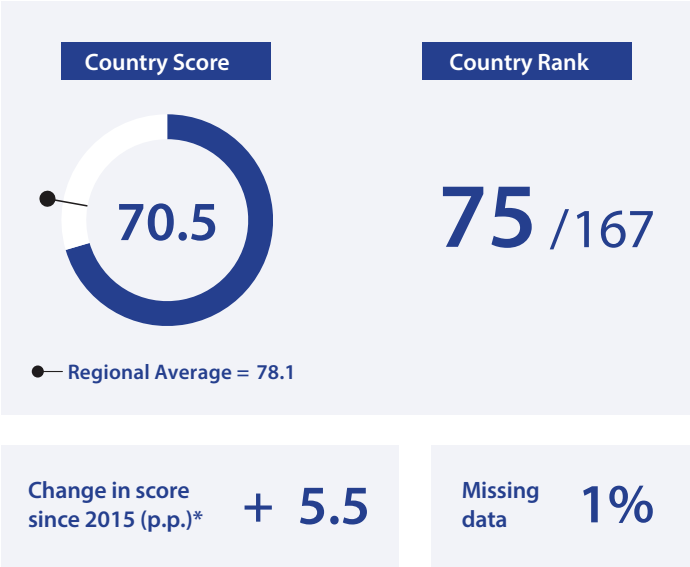 Country Score
Country Rank
70.5
75 /167
Regional Average = 78.1
Change in score
since 2015 (p.p.)*
+ 5.5
Missing
data
1%